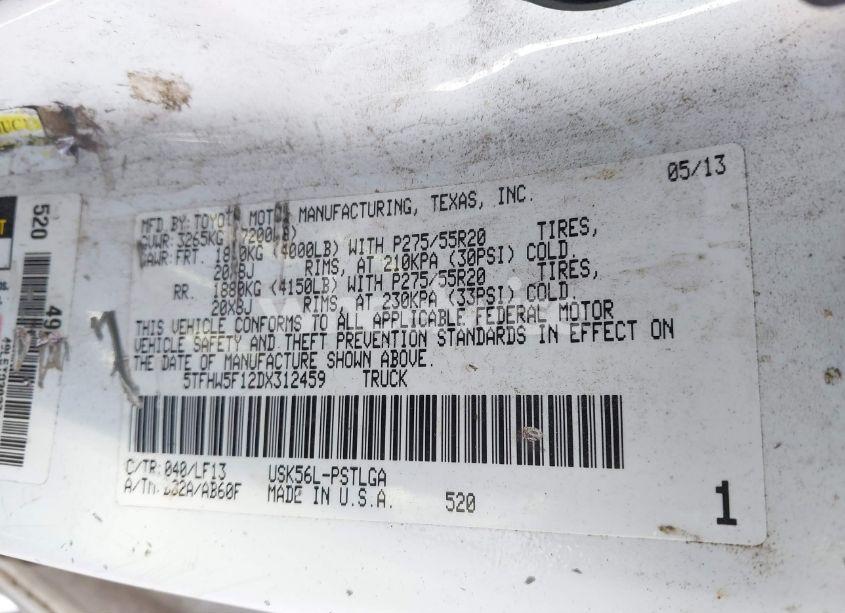 05/13
MFD BY: TOYOTA MOTOR MANUFACTURING, TEXAS, INC.
GVWR: 3265KG (7200LB)
GAWR: FRT. 1810KG (4000LB) WITH P275/55R20 TIRES,
20X8J RIMS, AT 210KPA (30PSI) COLD
RR. 1880KG (4150LB) WITH P275/55R20 TIRES,
20X8J RIMS, AT 230KPA (33PSI) COLD
THIS VEHICLE CONFORMS TO ALL APPLICABLE FEDERAL MOTOR
VEHICLE SAFETY AND THEFT PREVENTION STANDARDS IN EFFECT ON
THE DATE OF MANUFACTURE SHOWN ABOVE.
5TFHW5F12DX312459 TRUCK
C/TR: 040/LF13 USK56L-PSTLGA
A/TM: B32A/AB60F MADE IN U.S.A. 520
1
520